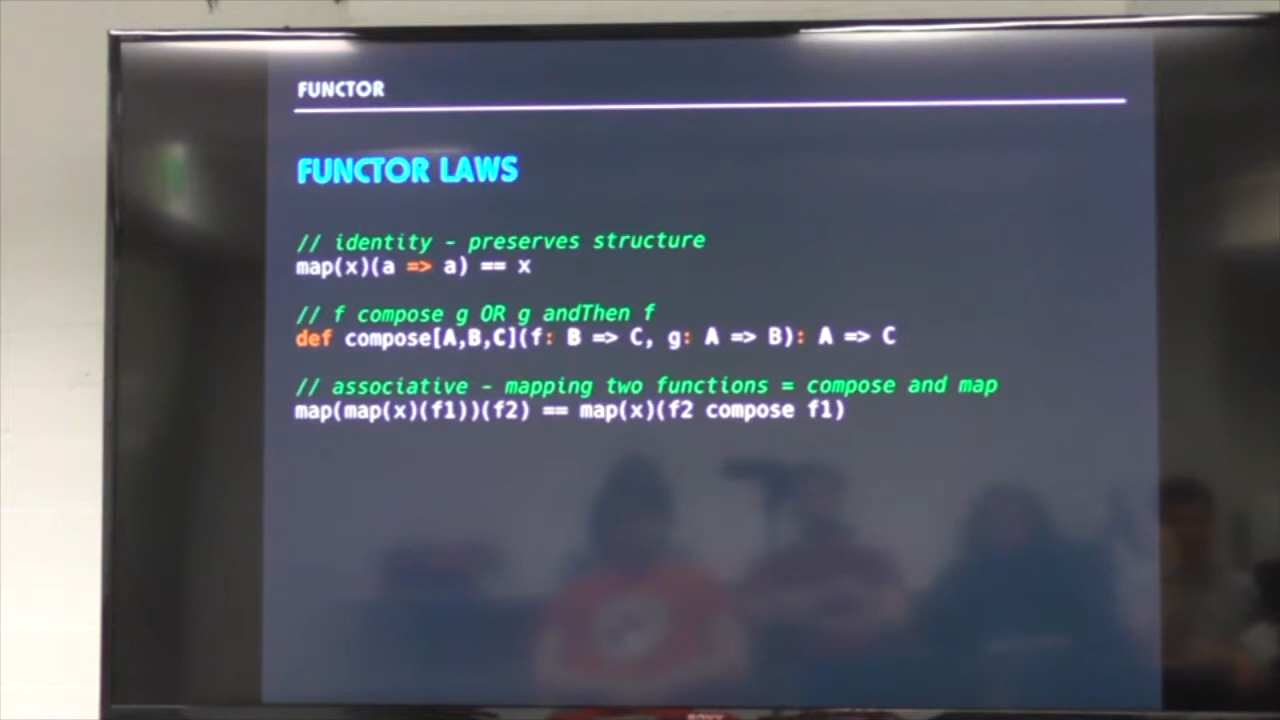 FUNCTOR
FUNCTOR LAWS
// identity - preserves structure
map(x)(a => a) == x
// f compose g OR g andThen f
def compose[A,B,C](f: B => C, g: A => B): A => C
// associative - mapping two functions = compose and map
map(map(x)(f1))(f2) == map(x)(f2 compose f1)
SONY